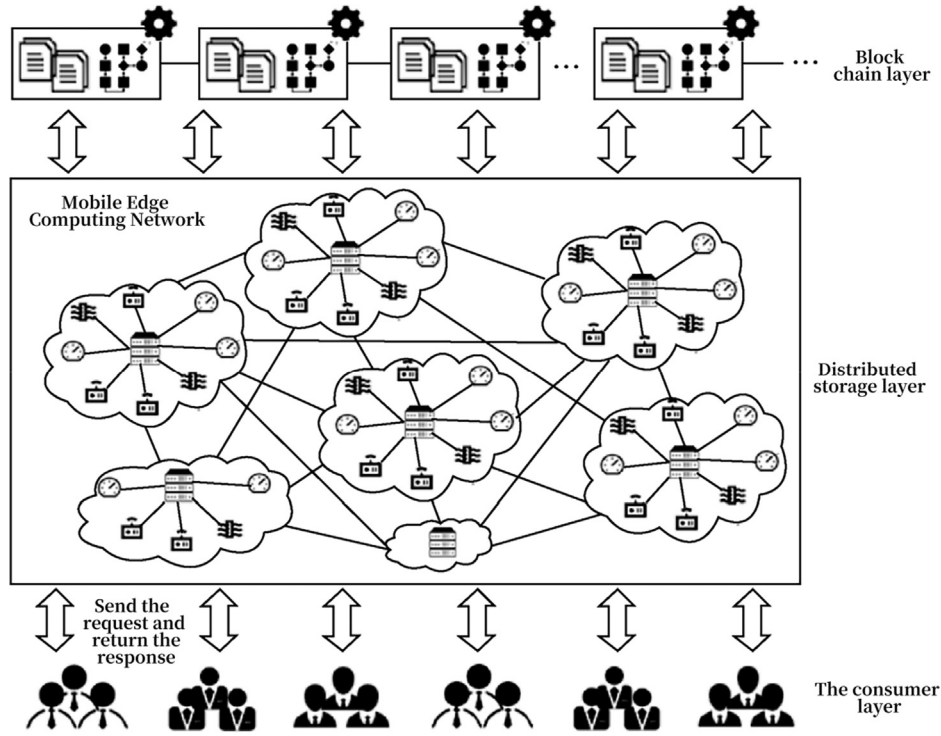 Block
chain layer
Mobile Edge
Computing Network
Distributed
storage layer
Send the
request and
return the
response
The consumer
layer